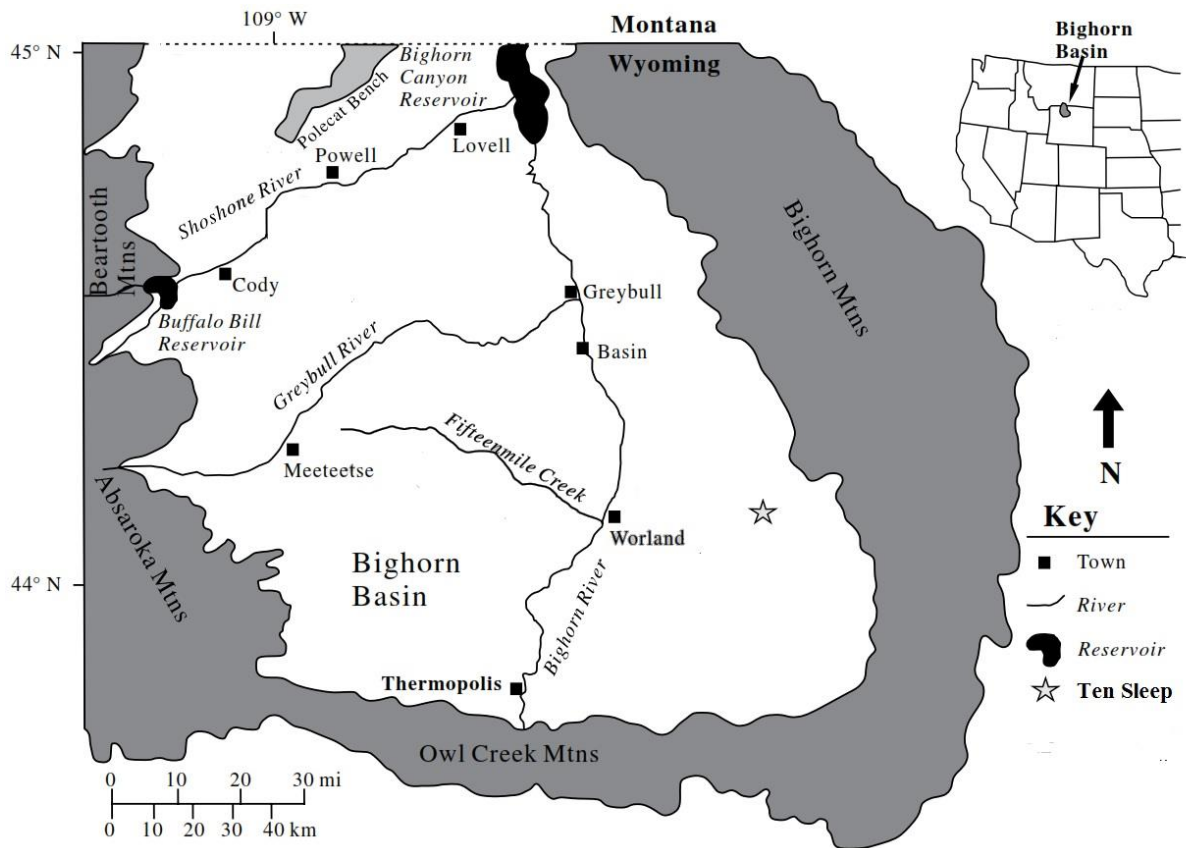 109° W
45° N
Montana
Wyoming
Bighorn
Basin
Bighorn
Canyon
Reservoir
Polecat Bench
Lovell
Powell
Shoshone River
Beartooth
Mtns
Cody
Buffalo Bill
Reservoir
Bighorn Mtns
Greybull
Basin
Greybull River
Meeteetse
Fifteenmile Creek
Absaroka Mtns
Worland
N
44° N
Bighorn
Basin
Bighorn River
Thermopolis
Owl Creek Mtns
Key
Town
River
Reservoir
Ten Sleep
0 10 20 30 mi
0 10 20 30 40 km